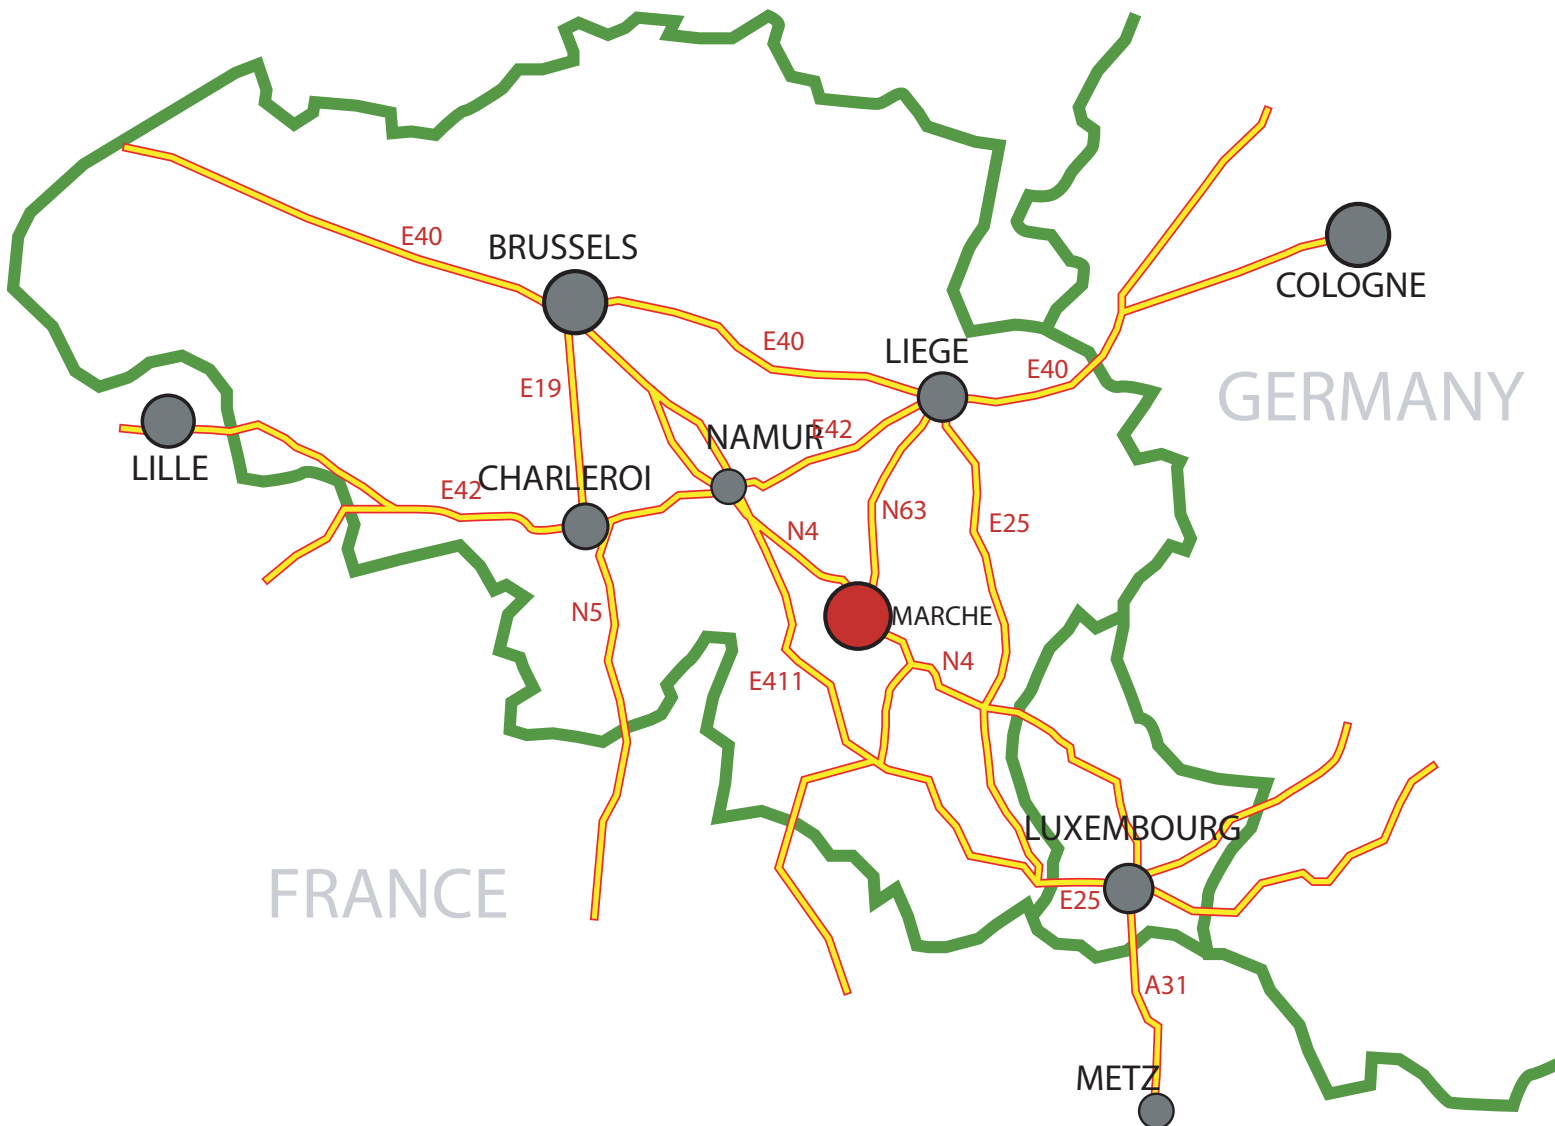 E40
BRUSSELS
COLOGNE
E40
LIEGE
E40
GERMANY
E19
NAMUR
E42
LILLE
CHARLEROI
E42
N63
E25
N4
N5
MARCHE
N4
E411
LUXEMBOURG
FRANCE
E25
A31
METZ